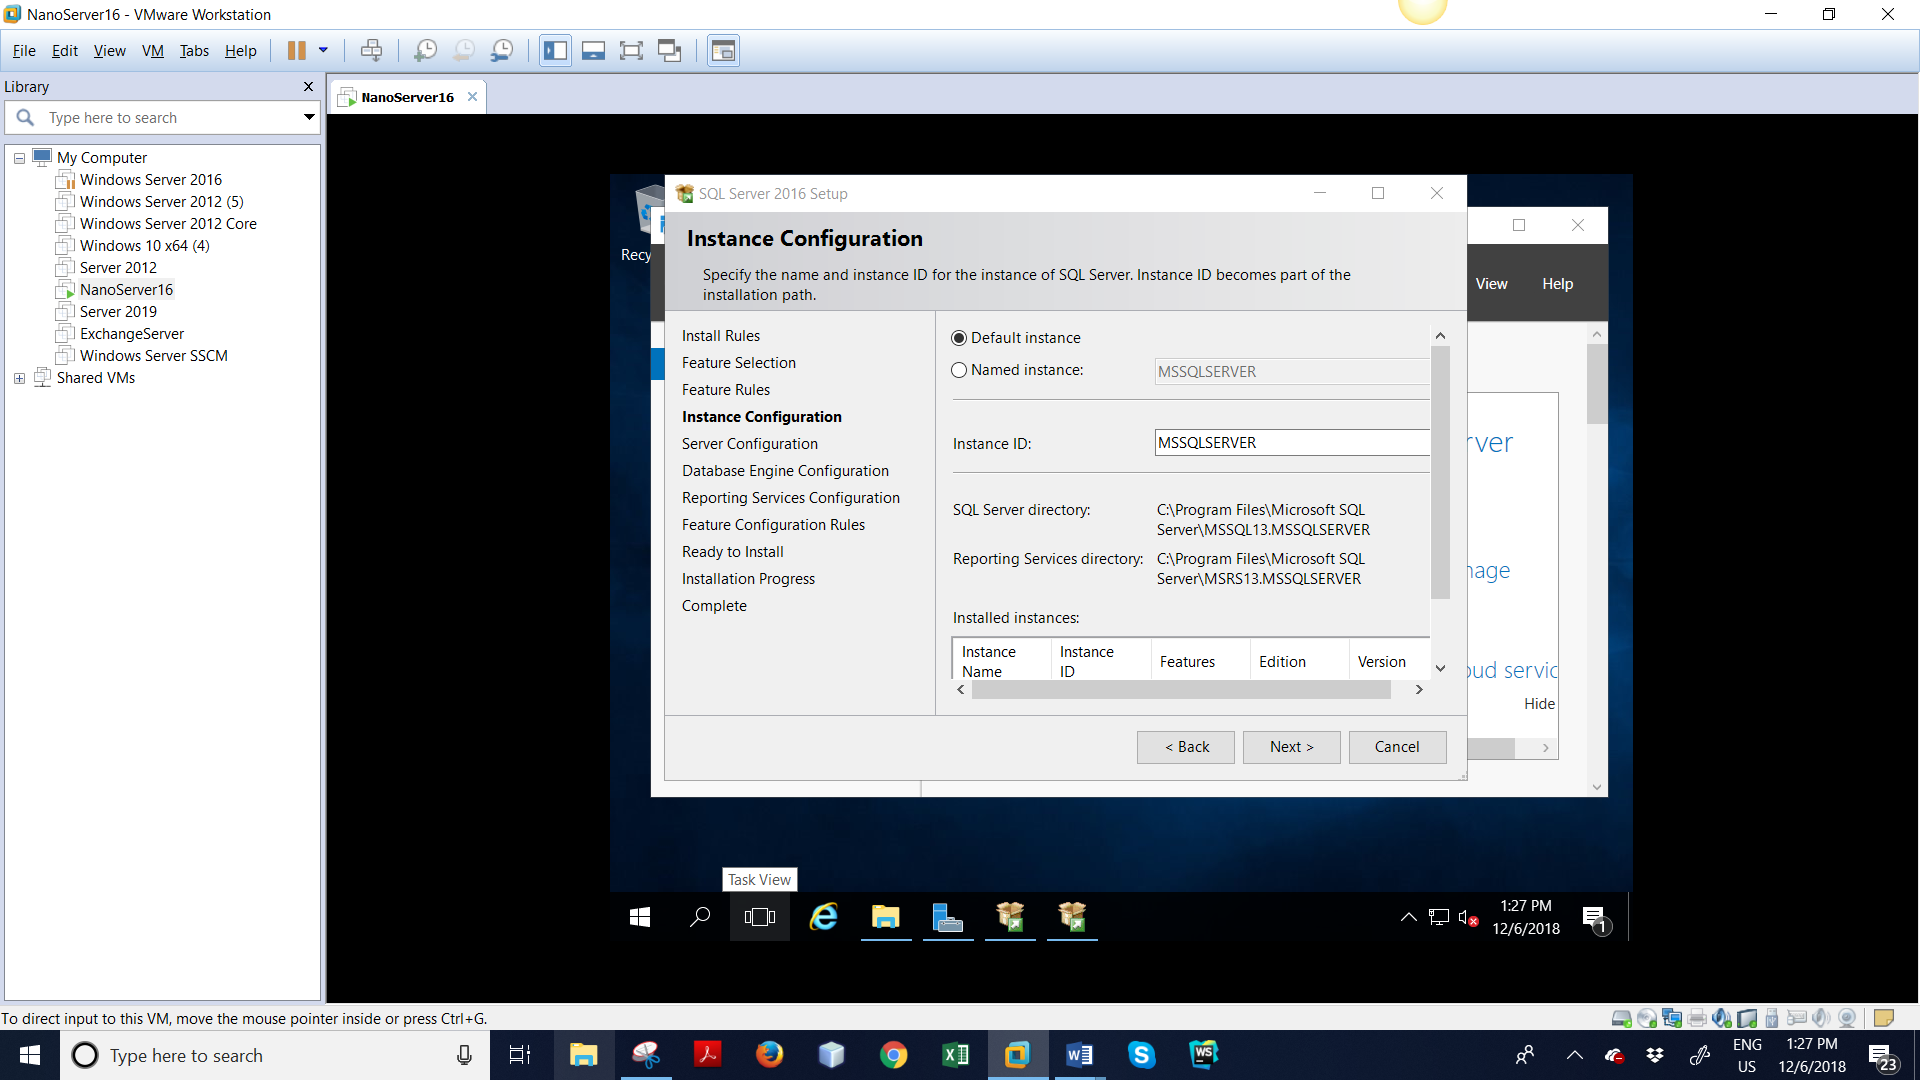 NanoServer16 - VMware Workstation
File Edit View VM Tabs Help
Library
Type here to search
My Computer
Windows Server 2016
Windows Server 2012 (5)
Windows Server 2012 Core
Windows 10 x64 (4)
Server 2012
NanoServer16
Server 2019
ExchangeServer
Windows Server SSCM
Shared VMs
NanoServer16
Recy
SQL Server 2016 Setup
Instance Configuration
Specify the name and instance ID for the instance of SQL Server. Instance ID becomes part of the
installation path.
View Help
Install Rules
Feature Selection
Feature Rules
Instance Configuration
Server Configuration
Database Engine Configuration
Reporting Services Configuration
Feature Configuration Rules
Ready to Install
Installation Progress
Complete
Default instance
Named instance: MSSQLSERVER
Instance ID: MSSQLSERVER
SQL Server directory: C:\Program Files\Microsoft SQL
Server\MSSQL13.MSSQLSERVER
Reporting Services directory: C:\Program Files\Microsoft SQL
Server\MSRS13.MSSQLSERVER
Installed instances:
Instance Name Instance ID Features Edition Version
< Back Next > Cancel
rver
nage
oud servic
Hide
Task View
1:27 PM
12/6/2018
1
To direct input to this VM, move the mouse pointer inside or press Ctrl+G.
Type here to search
WS
ENG
US
1:27 PM
12/6/2018
23